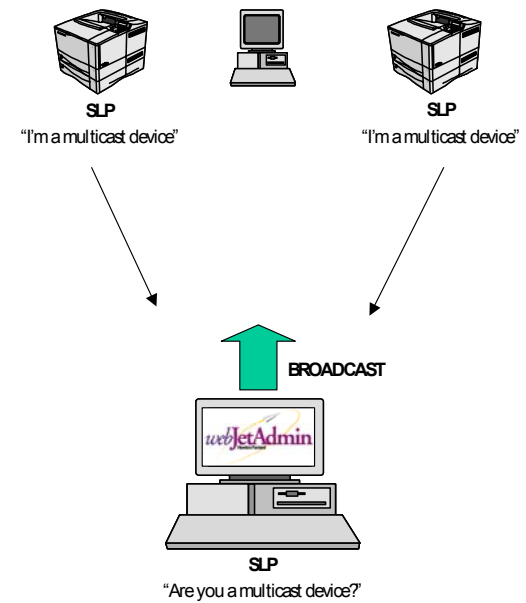 SLP
"I'm a multicast device"
SLP
"I'm a multicast device"
BROADCAST
webJetAdmin
SLP
"Are you a multicast device?"